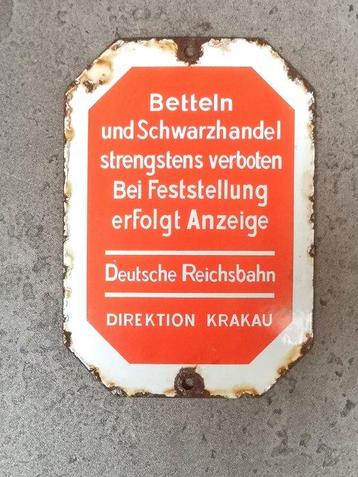 Betteln
und Schwarzhandel
strengstens verboten
Bei Feststellung
erfolgt Anzeige
Deutsche Reichsbahn
DIREKTION KRAKAU